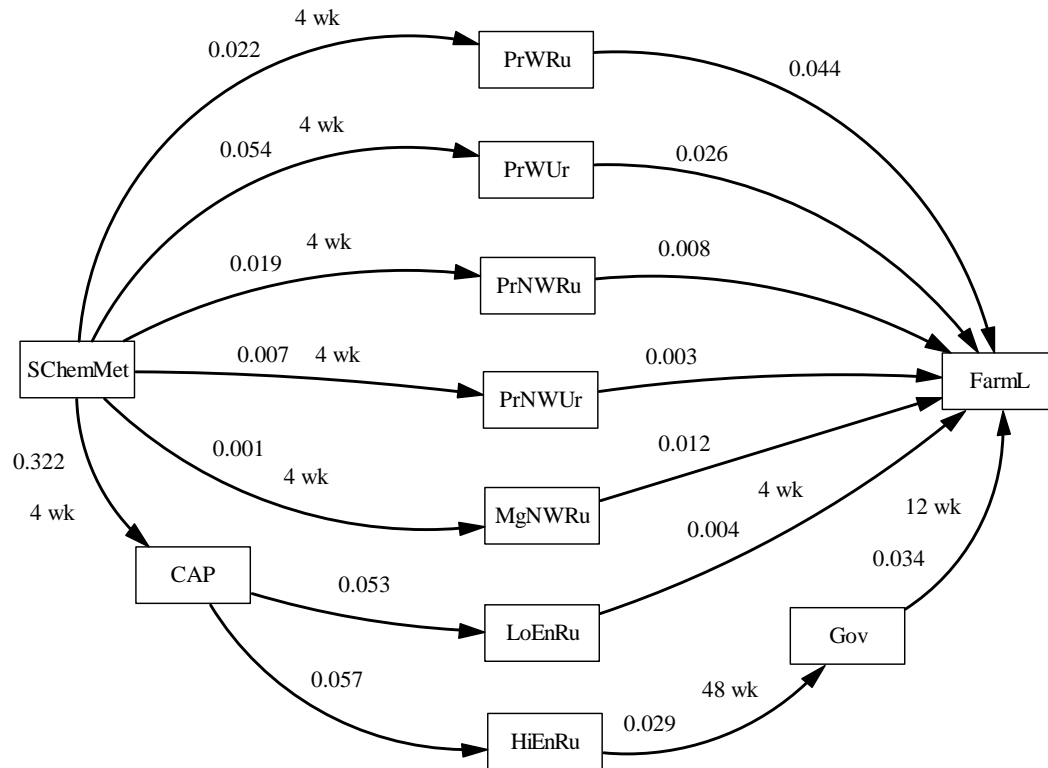 4 wk
0.022
PrWRu
0.044
4 wk
0.054
PrWUr
0.026
4 wk
0.019
PrNWRu
0.008
SChemMet
0.007
4 wk
PrNWUr
0.003
FarmL
0.322
0.001
4 wk
0.012
4 wk
MgNWRu
4 wk
12 wk
0.004
CAP
0.053
0.034
LoEnRu
Gov
0.057
48 wk
0.029
HiEnRu